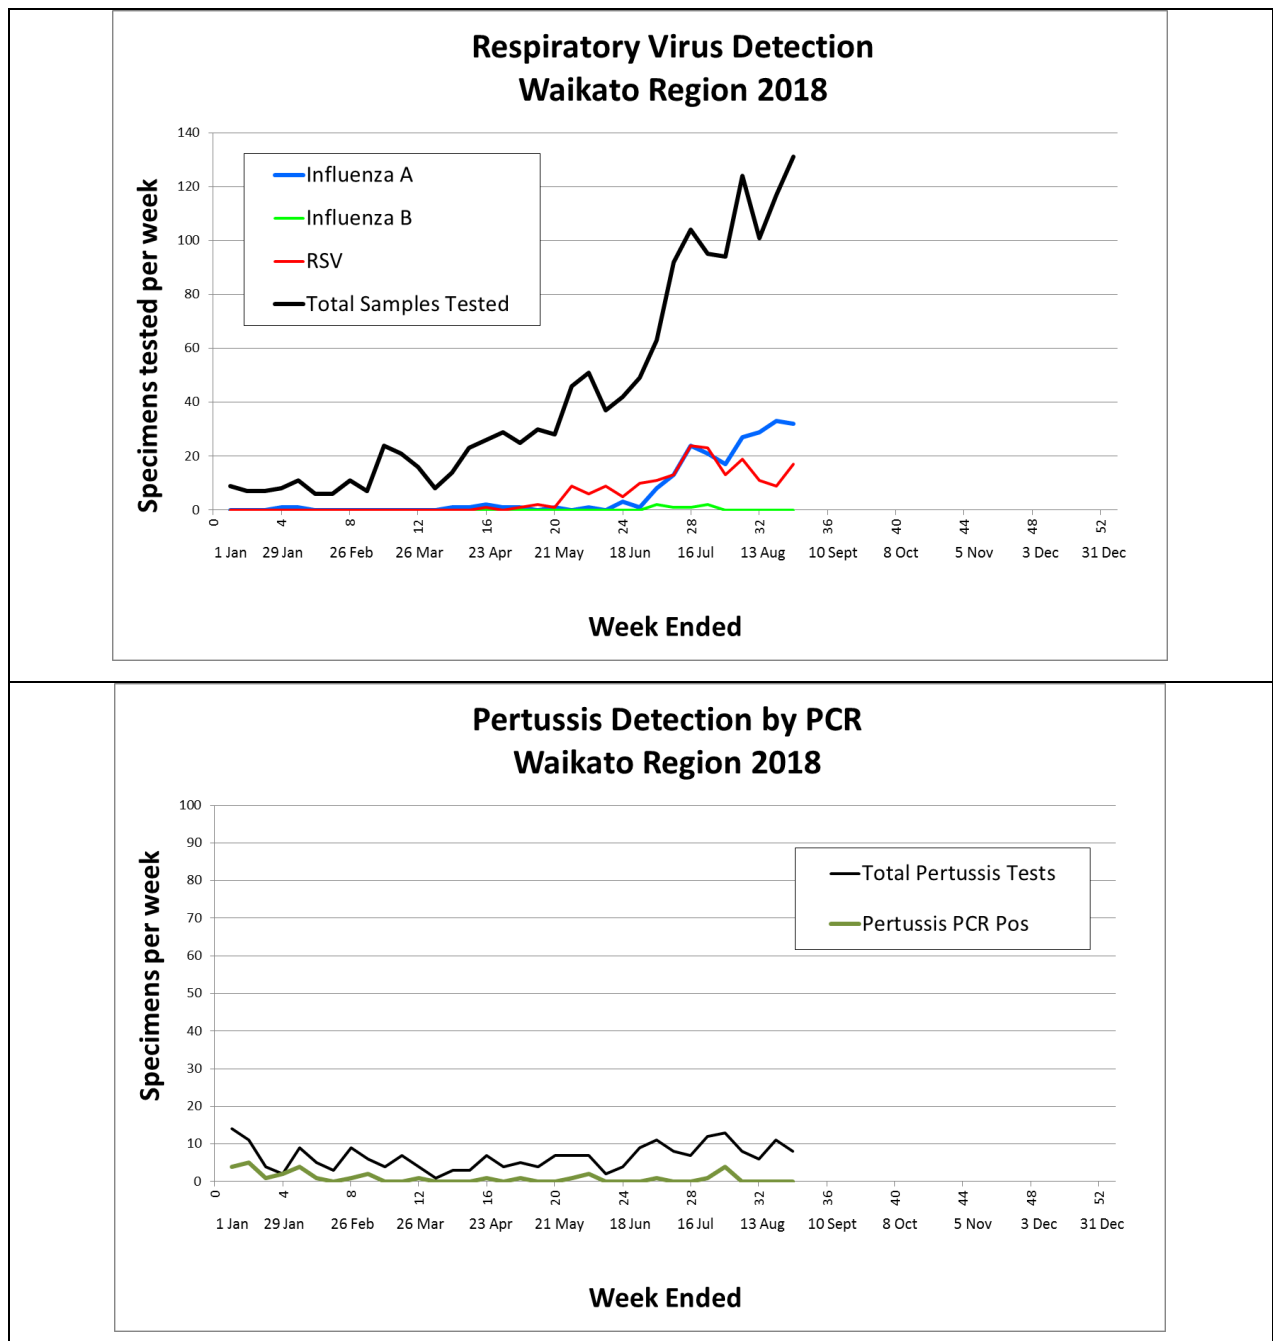 Respiratory Virus Detection
Waikato Region 2018
Specimens tested per week
140
120
100
80
60
40
20
0
Influenza A
Influenza B
RSV
Total Samples Tested
0 4 8 12 16 20 24 28 32 36 40 44 48 52
1 Jan 29 Jan 26 Feb 26 Mar 23 Apr 21 May 18 Jun 16 Jul 13 Aug 10 Sept 8 Oct 5 Nov 3 Dec 31 Dec
Week Ended
Pertussis Detection by PCR
Waikato Region 2018
Specimens per week
100
90
80
70
60
50
40
30
20
10
0
Total Pertussis Tests
Pertussis PCR Pos
0 4 8 12 16 20 24 28 32 36 40 44 48 52
1 Jan 29 Jan 26 Feb 26 Mar 23 Apr 21 May 18 Jun 16 Jul 13 Aug 10 Sept 8 Oct 5 Nov 3 Dec 31 Dec
Week Ended